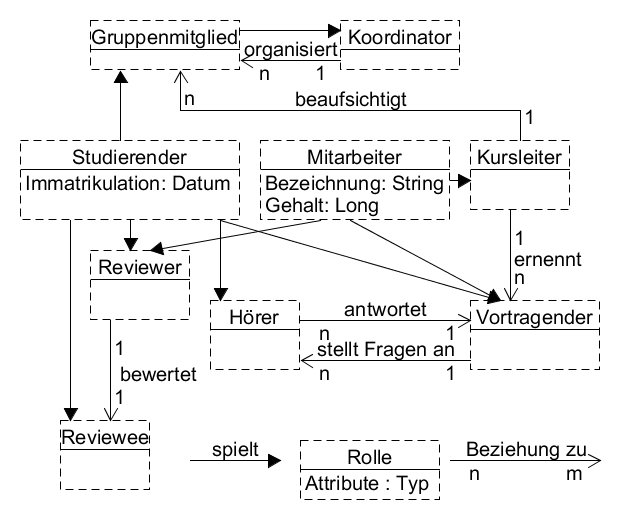 Gruppenmitglied
Koordinator
organisiert
n 1
n
beaufsichtigt
1
Studierender
Immatrikulation: Datum
Mitarbeiter
Bezeichnung: String
Gehalt: Long
Kursleiter
1
ernennt
n
Reviewer
Hörer
antwortet
n 1
stellt Fragen an
n 1
Vortragender
1
bewertet
1
Reviewee
spielt
Rolle
Attribute : Typ
Beziehung zu
n m